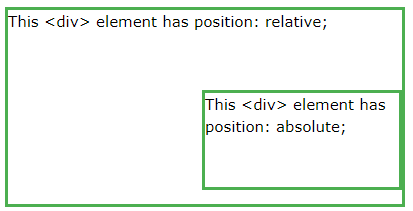 This <div> element has position: relative;
This <div> element has
position: absolute;